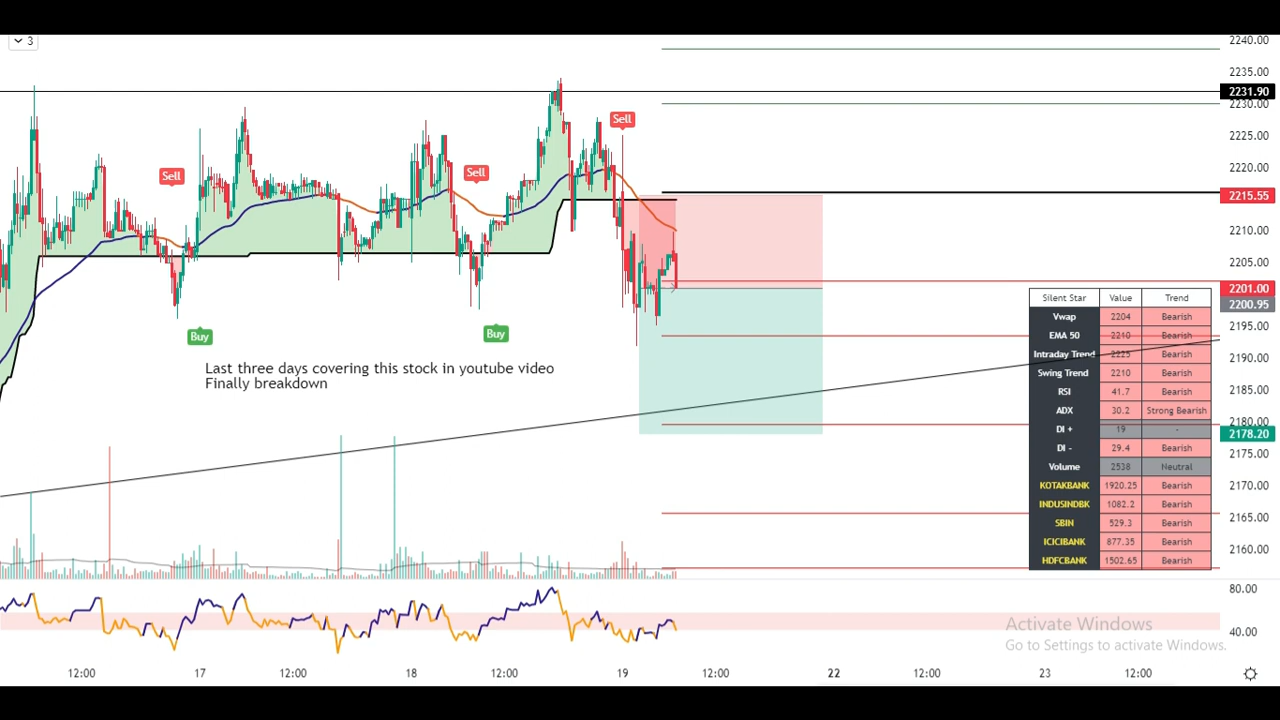 3
2240.00
2235.00
2231.90
2230.00
2225.00
2220.00
2215.55
2210.00
2205.00
2201.00
2200.95
2195.00
2190.00
2185.00
2180.00
2178.20
2175.00
2170.00
2165.00
2160.00
80.00
40.00
Sell
Sell
Sell
Buy
Buy
Last three days covering this stock in youtube video
Finally breakdown
Silent Star Value Trend
Vwap 2204 Bearish
EMA 50 2210 Bearish
Intraday Trend 2225 Bearish
Swing Trend 2210 Bearish
RSI 41.7 Bearish
ADX 30.2 Strong Bearish
DI + 19 -
DI - 29.4 Bearish
Volume 2538 Neutral
KOTAKBANK 1920.25 Bearish
INDUSINDBK 1082.2 Bearish
SBIN 529.3 Bearish
ICICIBANK 877.35 Bearish
HDFCBANK 1502.65 Bearish
Activate Windows
Go to Settings to activate Windows.
12:00 17 12:00 18 12:00 19 12:00 22 12:00 23 12:00